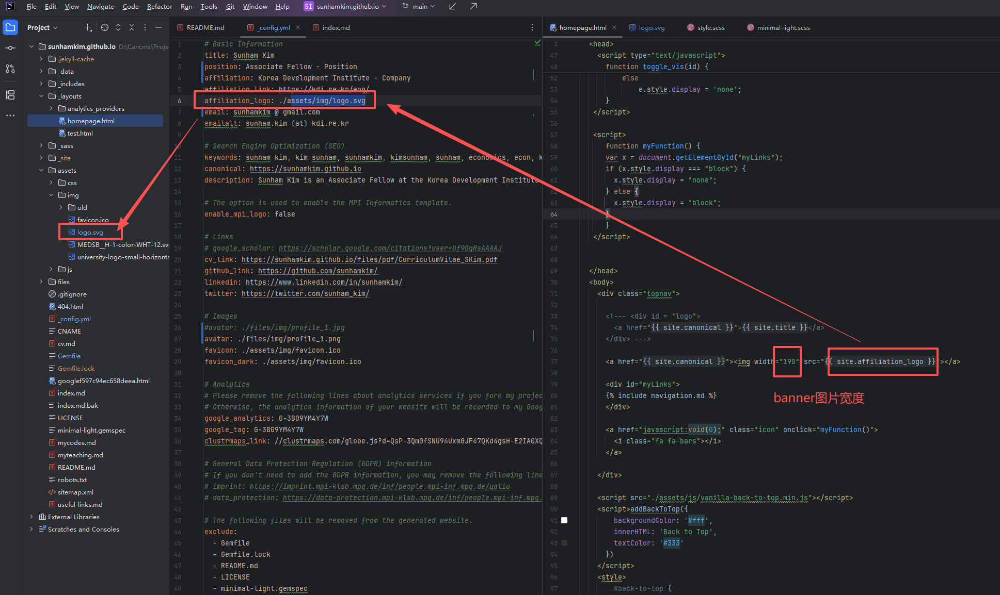 PS File Edit View Navigate Code Refactor Run Tools Git Window Help SI sunhamkim.github.io main
Project
sunhamkim.github.io D:\Cancms\Proje
.jekyll-cache
_data
_includes
_layouts
analytics_providers
homepage.html
test.html
_sass
_site
assets
css
img
old
favicon.ico
logo.svg
MEDSB_H-1-color-WHT-12.svg
university-logo-small-horizonta
js
files
.gitignore
404.html
_config.yml
CNAME
cv.md
Gemfile
Gemfile.lock
googlef597c94ec658deea.html
index.md
index.md.bak
LICENSE
minimal-light.gemspec
mycodes.md
myteaching.md
README.md
robots.txt
sitemap.xml
useful-links.md
External Libraries
Scratches and Consoles
README.md _config.yml index.md
1 # Basic Information
2 title: Sunham Kim
3 position: Associate Fellow - Position
4 affiliation: Korea Development Institute - Company
5 affiliation_link: https://kdi.re.kr/eng/
6 affiliation_logo: ./assets/img/logo.svg
7 email: sunhamkim @ gmail.com
8 emailalt: sunham.kim (at) kdi.re.kr
9
10 # Search Engine Optimization (SEO)
11 keywords: sunham kim, kim sunham, sunhamkim, kimsunham, sunham, economics, econ, k
12 canonical: https://sunhamkim.github.io
13 description: Sunham Kim is an Associate Fellow at the Korea Development Institute
14
15 # The option is used to enable the MPI Informatics template.
16 enable_mpi_logo: false
17
18 # Links
19 # google_scholar: https://scholar.google.com/citations?user=Uf9GqRsAAAAJ
20 cv_link: https://sunhamkim.github.io/files/pdf/CurriculumVitae_SKim.pdf
21 github_link: https://github.com/sunhamkim/
22 linkedin: https://www.linkedin.com/in/sunhamkim/
23 twitter: https://twitter.com/sunham_kim/
24
25 # Images
26 #avatar: ./files/img/profile_1.jpg
27 avatar: ./files/img/profile_1.png
28 favicon: ./assets/img/favicon.ico
29 favicon_dark: ./assets/img/favicon.ico
30
31 # Analytics
32 # Please remove the following lines about analytics services if you fork my projec
33 # Otherwise, the analytics information of your website will be recorded to my Goog
34 google_analytics: G-3B09YM4Y7W
35 google_tag: G-3B09YM4Y7W
36 clustrmaps_link: //clustrmaps.com/globe.js?d=QsP-3Qm0fSNU94UxmGJF47QKd4gsH-E2IA0XQ
37
38 # General Data Protection Regulation (GDPR) information
39 # If you don't need to add the GDPR information, you may remove the following line
40 # imprint: https://imprint.mpi-klsb.mpg.de/inf/people.mpi-inf.mpg.de/yaliu
41 # data_protection: https://data-protection.mpi-klsb.mpg.de/inf/people.mpi-inf.mpg.
42
43 # The following files will be removed from the generated website.
44 exclude:
45 - Gemfile
46 - Gemfile.lock
47 - README.md
48 - LICENSE
49 - minimal-light.gemspec
homepage.html logo.svg style.scss minimal-light.scss
3 <head>
47 <script type="text/javascript">
48 function toggle_vis(id) {
52 else
53 e.style.display = 'none';
54 }
55 </script>
56
57 <script>
58 function myFunction() {
59 var x = document.getElementById("myLinks");
60 if (x.style.display === "block") {
61 x.style.display = "none";
62 } else {
63 x.style.display = "block";
64 }
65 }
66 </script>
67
68
69 </head>
70 <body>
71 <div class="topnav">
72
73 <!--- <div id = "logo">
74 <a href="{{ site.canonical }}">{{ site.title }}</a>
75 </div> --->
76
77 <a href="{{ site.canonical }}"><img width="190" src="{{ site.affiliation_logo }}"></a>
78
79 <div id="myLinks">
80 {% include navigation.md %}
81 </div>
82
83 <a href="javascript:void(0);" class="icon" onclick="myFunction()">
84 <i class="fa fa-bars"></i>
85 </a>
86
87 </div>
88
89 <script src="./assets/js/vanilla-back-to-top.min.js"></script>
90 <script>addBackToTop({
91 backgroundColor: '#fff',
92 innerHTML: 'Back to Top',
93 textColor: '#333'
94 })
95 </script>
96 <style>
97 #back-to-top {
banner图片宽度